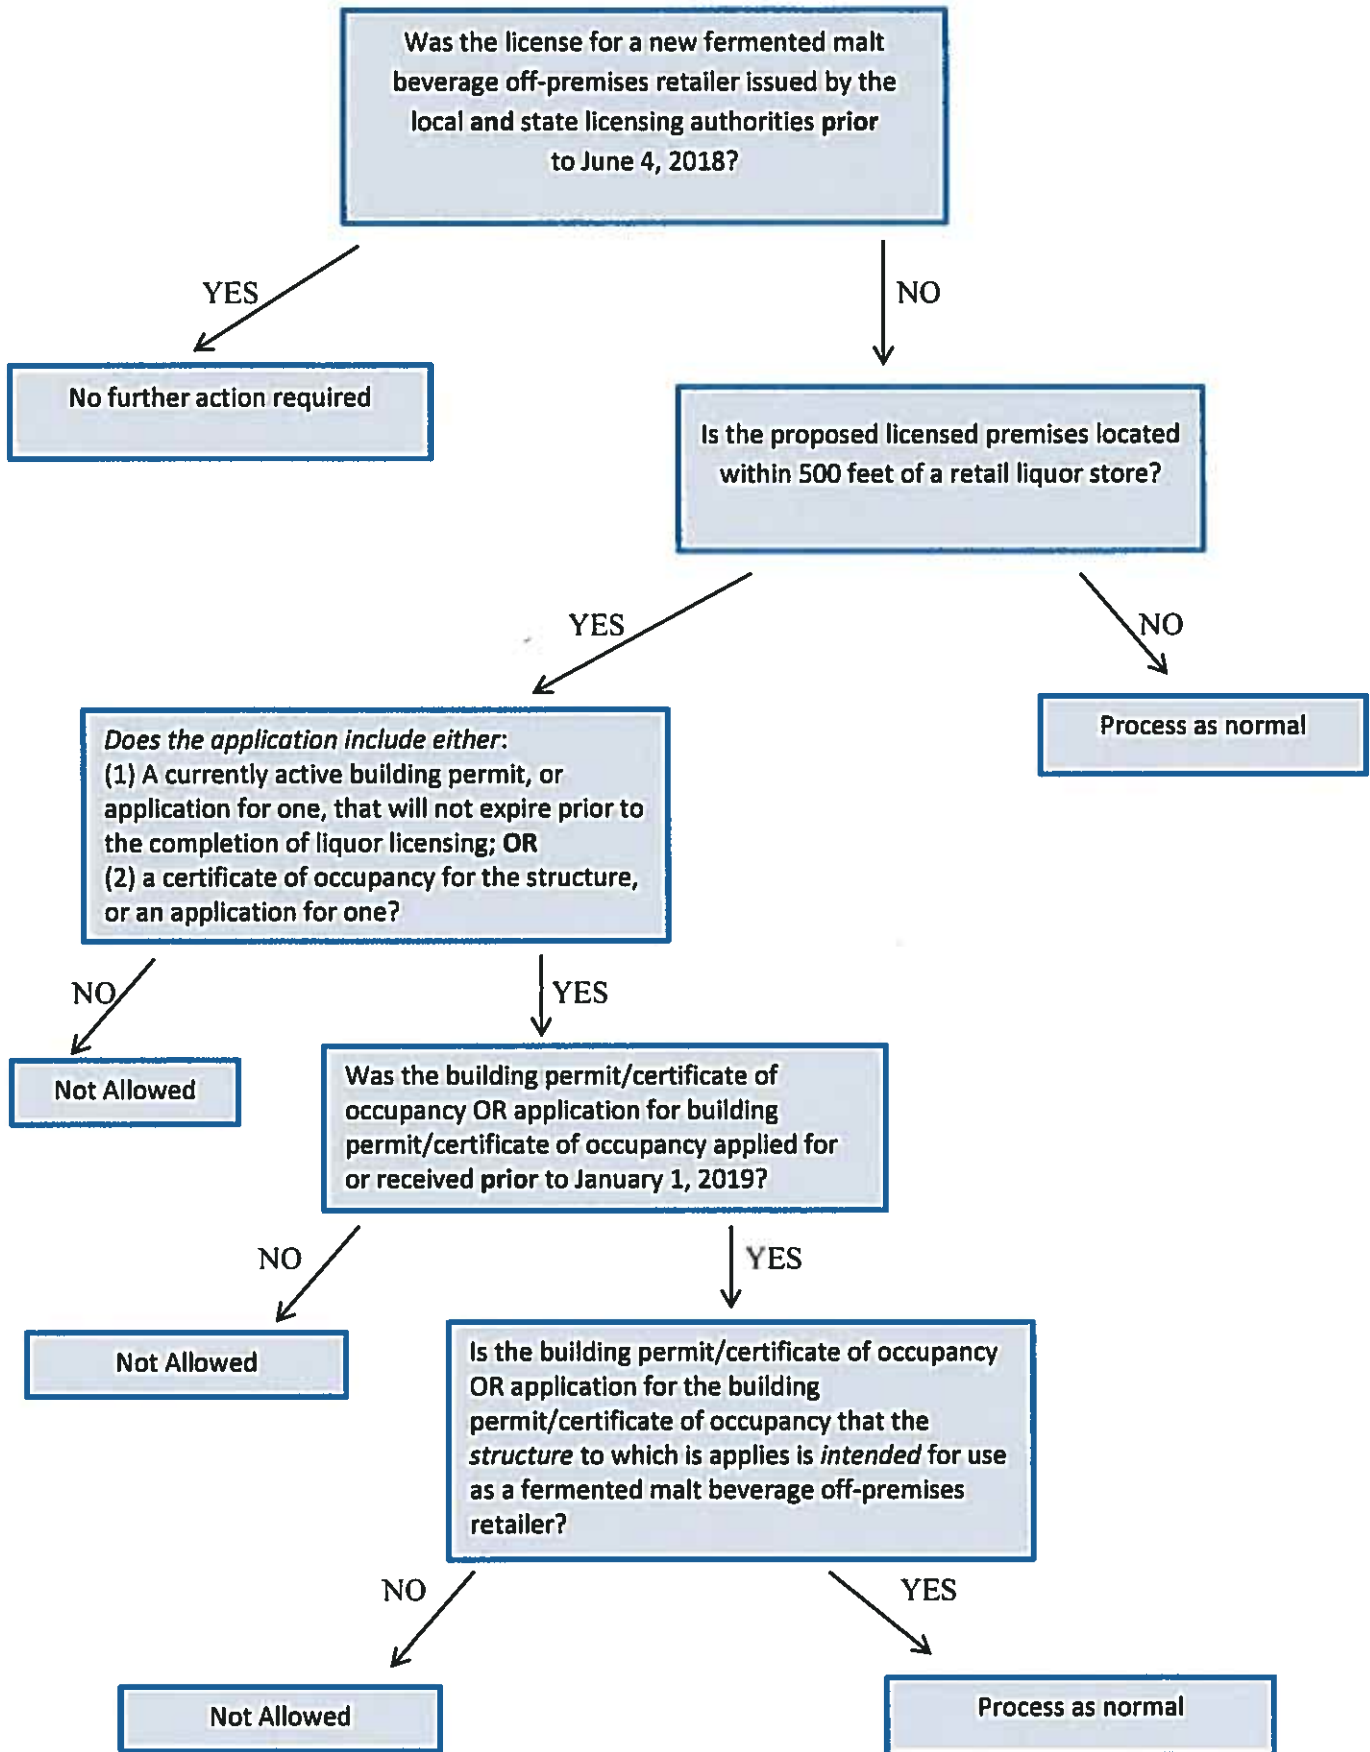 Was the license for a new fermented malt
beverage off-premises retailer issued by the
local and state licensing authorities prior
to June 4, 2018?
YES
NO
No further action required
Is the proposed licensed premises located
within 500 feet of a retail liquor store?
YES
NO
Does the application include either:
(1) A currently active building permit, or
application for one, that will not expire prior to
the completion of liquor licensing; OR
(2) a certificate of occupancy for the structure,
or an application for one?
Process as normal
NO
YES
Not Allowed
Was the building permit/certificate of
occupancy OR application for building
permit/certificate of occupancy applied for
or received prior to January 1, 2019?
NO
YES
Not Allowed
Is the building permit/certificate of occupancy
OR application for the building
permit/certificate of occupancy that the
structure to which is applies is intended for use
as a fermented malt beverage off-premises
retailer?
NO
YES
Not Allowed
Process as normal